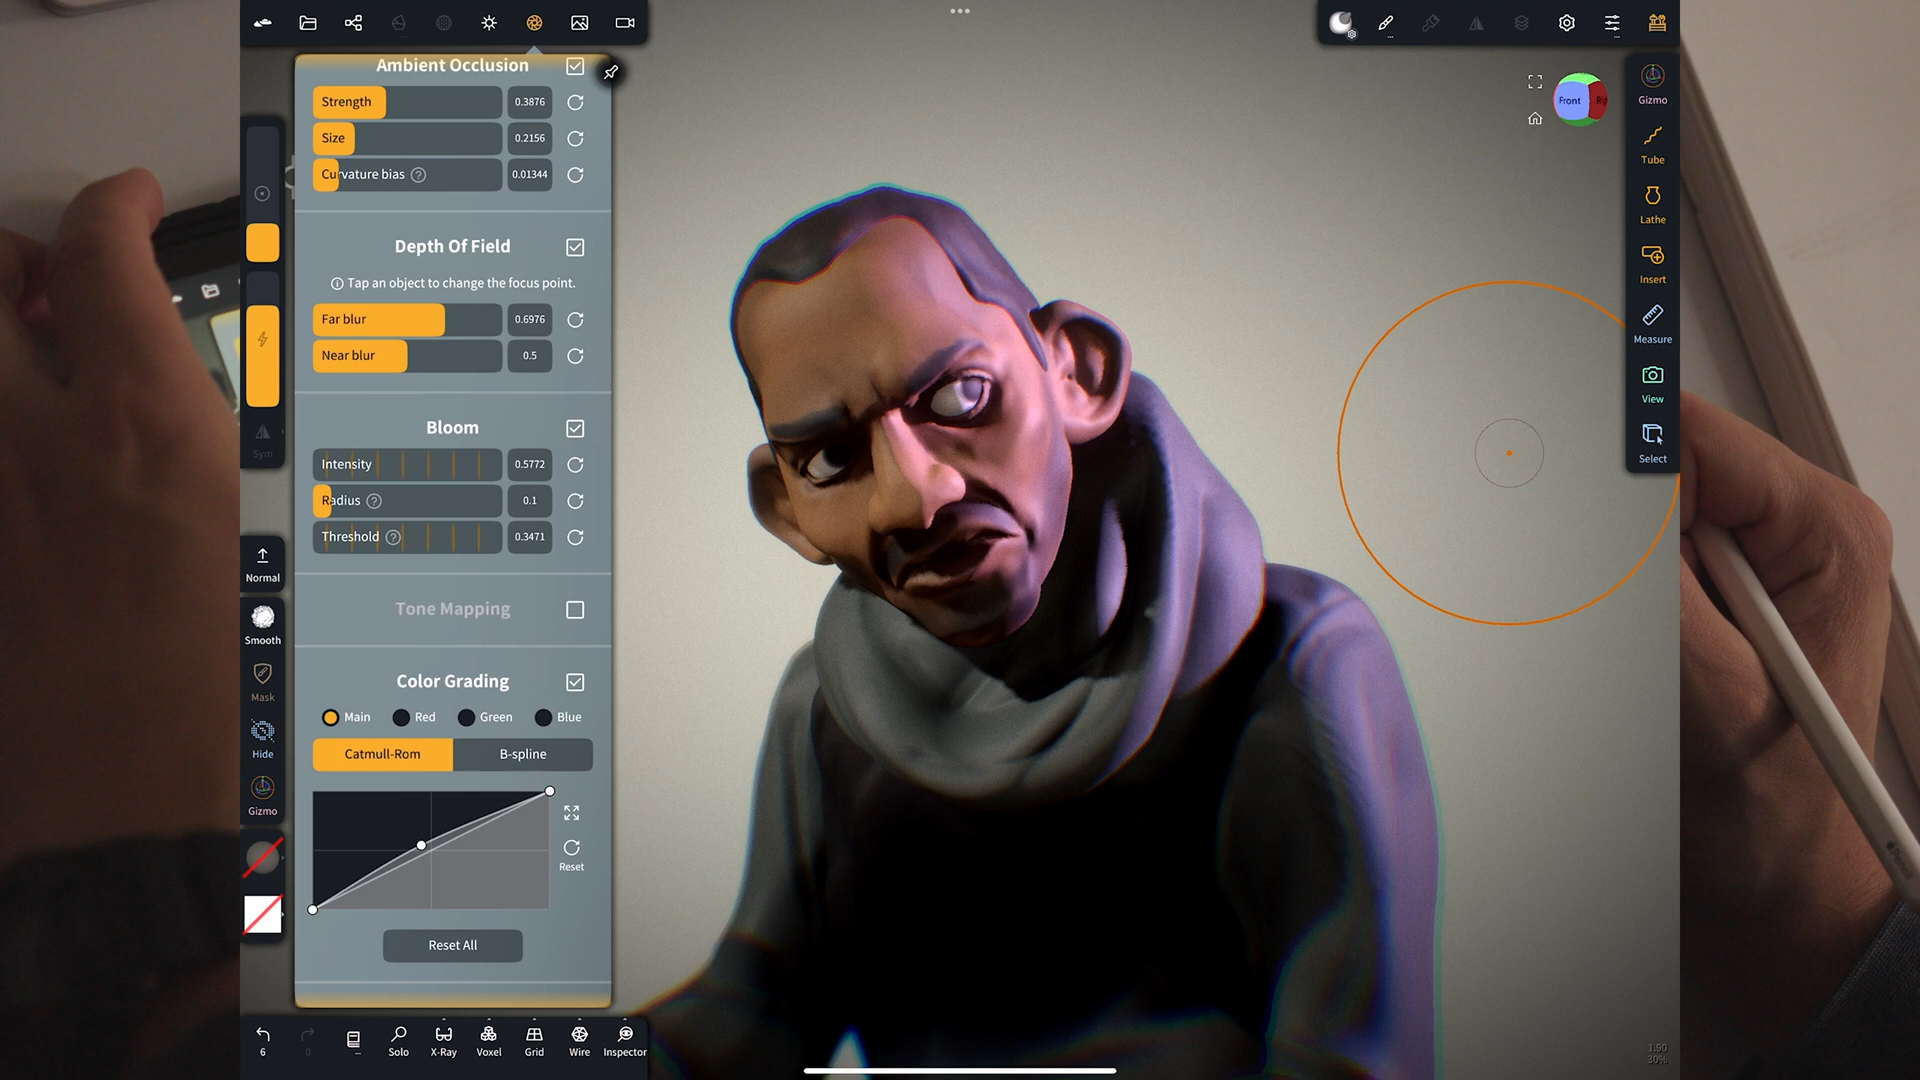 Ambient Occlusion
Strength 0.3876
Size 0.2156
Curvature bias ? 0.01344
Depth Of Field
Tap an object to change the focus point.
Far blur 0.6976
Near blur 0.5
Bloom
Intensity 0.5772
Radius ? 0.1
Threshold ? 0.3471
Tone Mapping
Color Grading
Main Red Green Blue
Catmull-Rom B-spline
Reset
Reset All
Sym
Normal
Smooth
Mask
Hide
Gizmo
6 0 Solo X-Ray Voxel Grid Wire Inspector
Front
Gizmo
Tube
Lathe
Insert
Measure
View
Select
1.90
30%